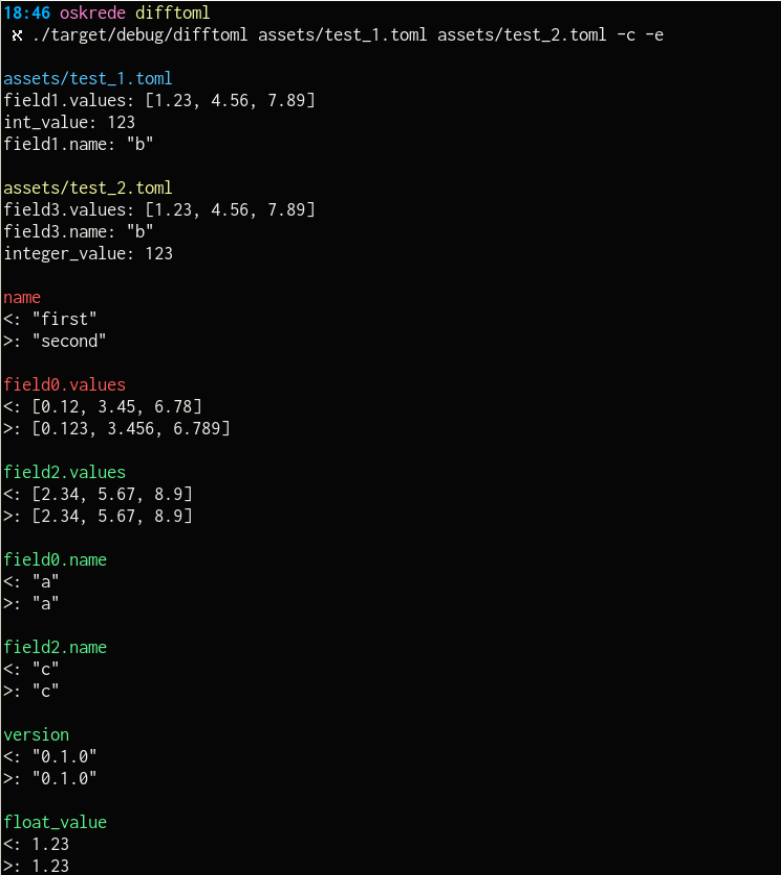 18:46 oskrede difftoml
ϰ ./target/debug/difftoml assets/test_1.toml assets/test_2.toml -c -e
assets/test_1.toml
field1.values: [1.23, 4.56, 7.89]
int_value: 123
field1.name: "b"
assets/test_2.toml
field3.values: [1.23, 4.56, 7.89]
field3.name: "b"
integer_value: 123
name
<: "first"
>: "second"
field0.values
<: [0.12, 3.45, 6.78]
>: [0.123, 3.456, 6.789]
field2.values
<: [2.34, 5.67, 8.9]
>: [2.34, 5.67, 8.9]
field0.name
<: "a"
>: "a"
field2.name
<: "c"
>: "c"
version
<: "0.1.0"
>: "0.1.0"
float_value
<: 1.23
>: 1.23